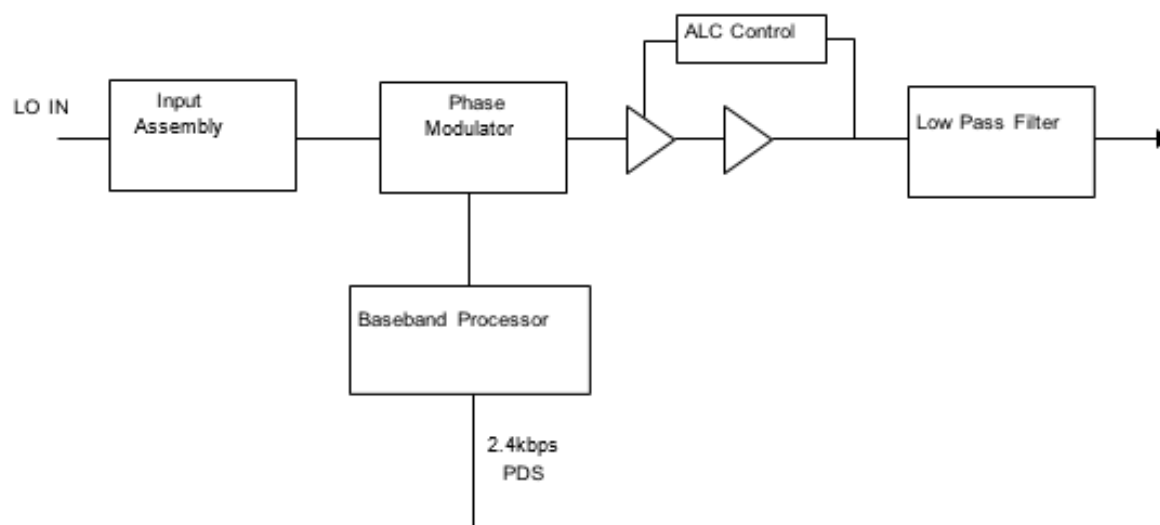 ALC Control
LO IN
Input
Assembly
Phase
Modulator
Low Pass Filter
Baseband Processor
2.4kbps
PDS